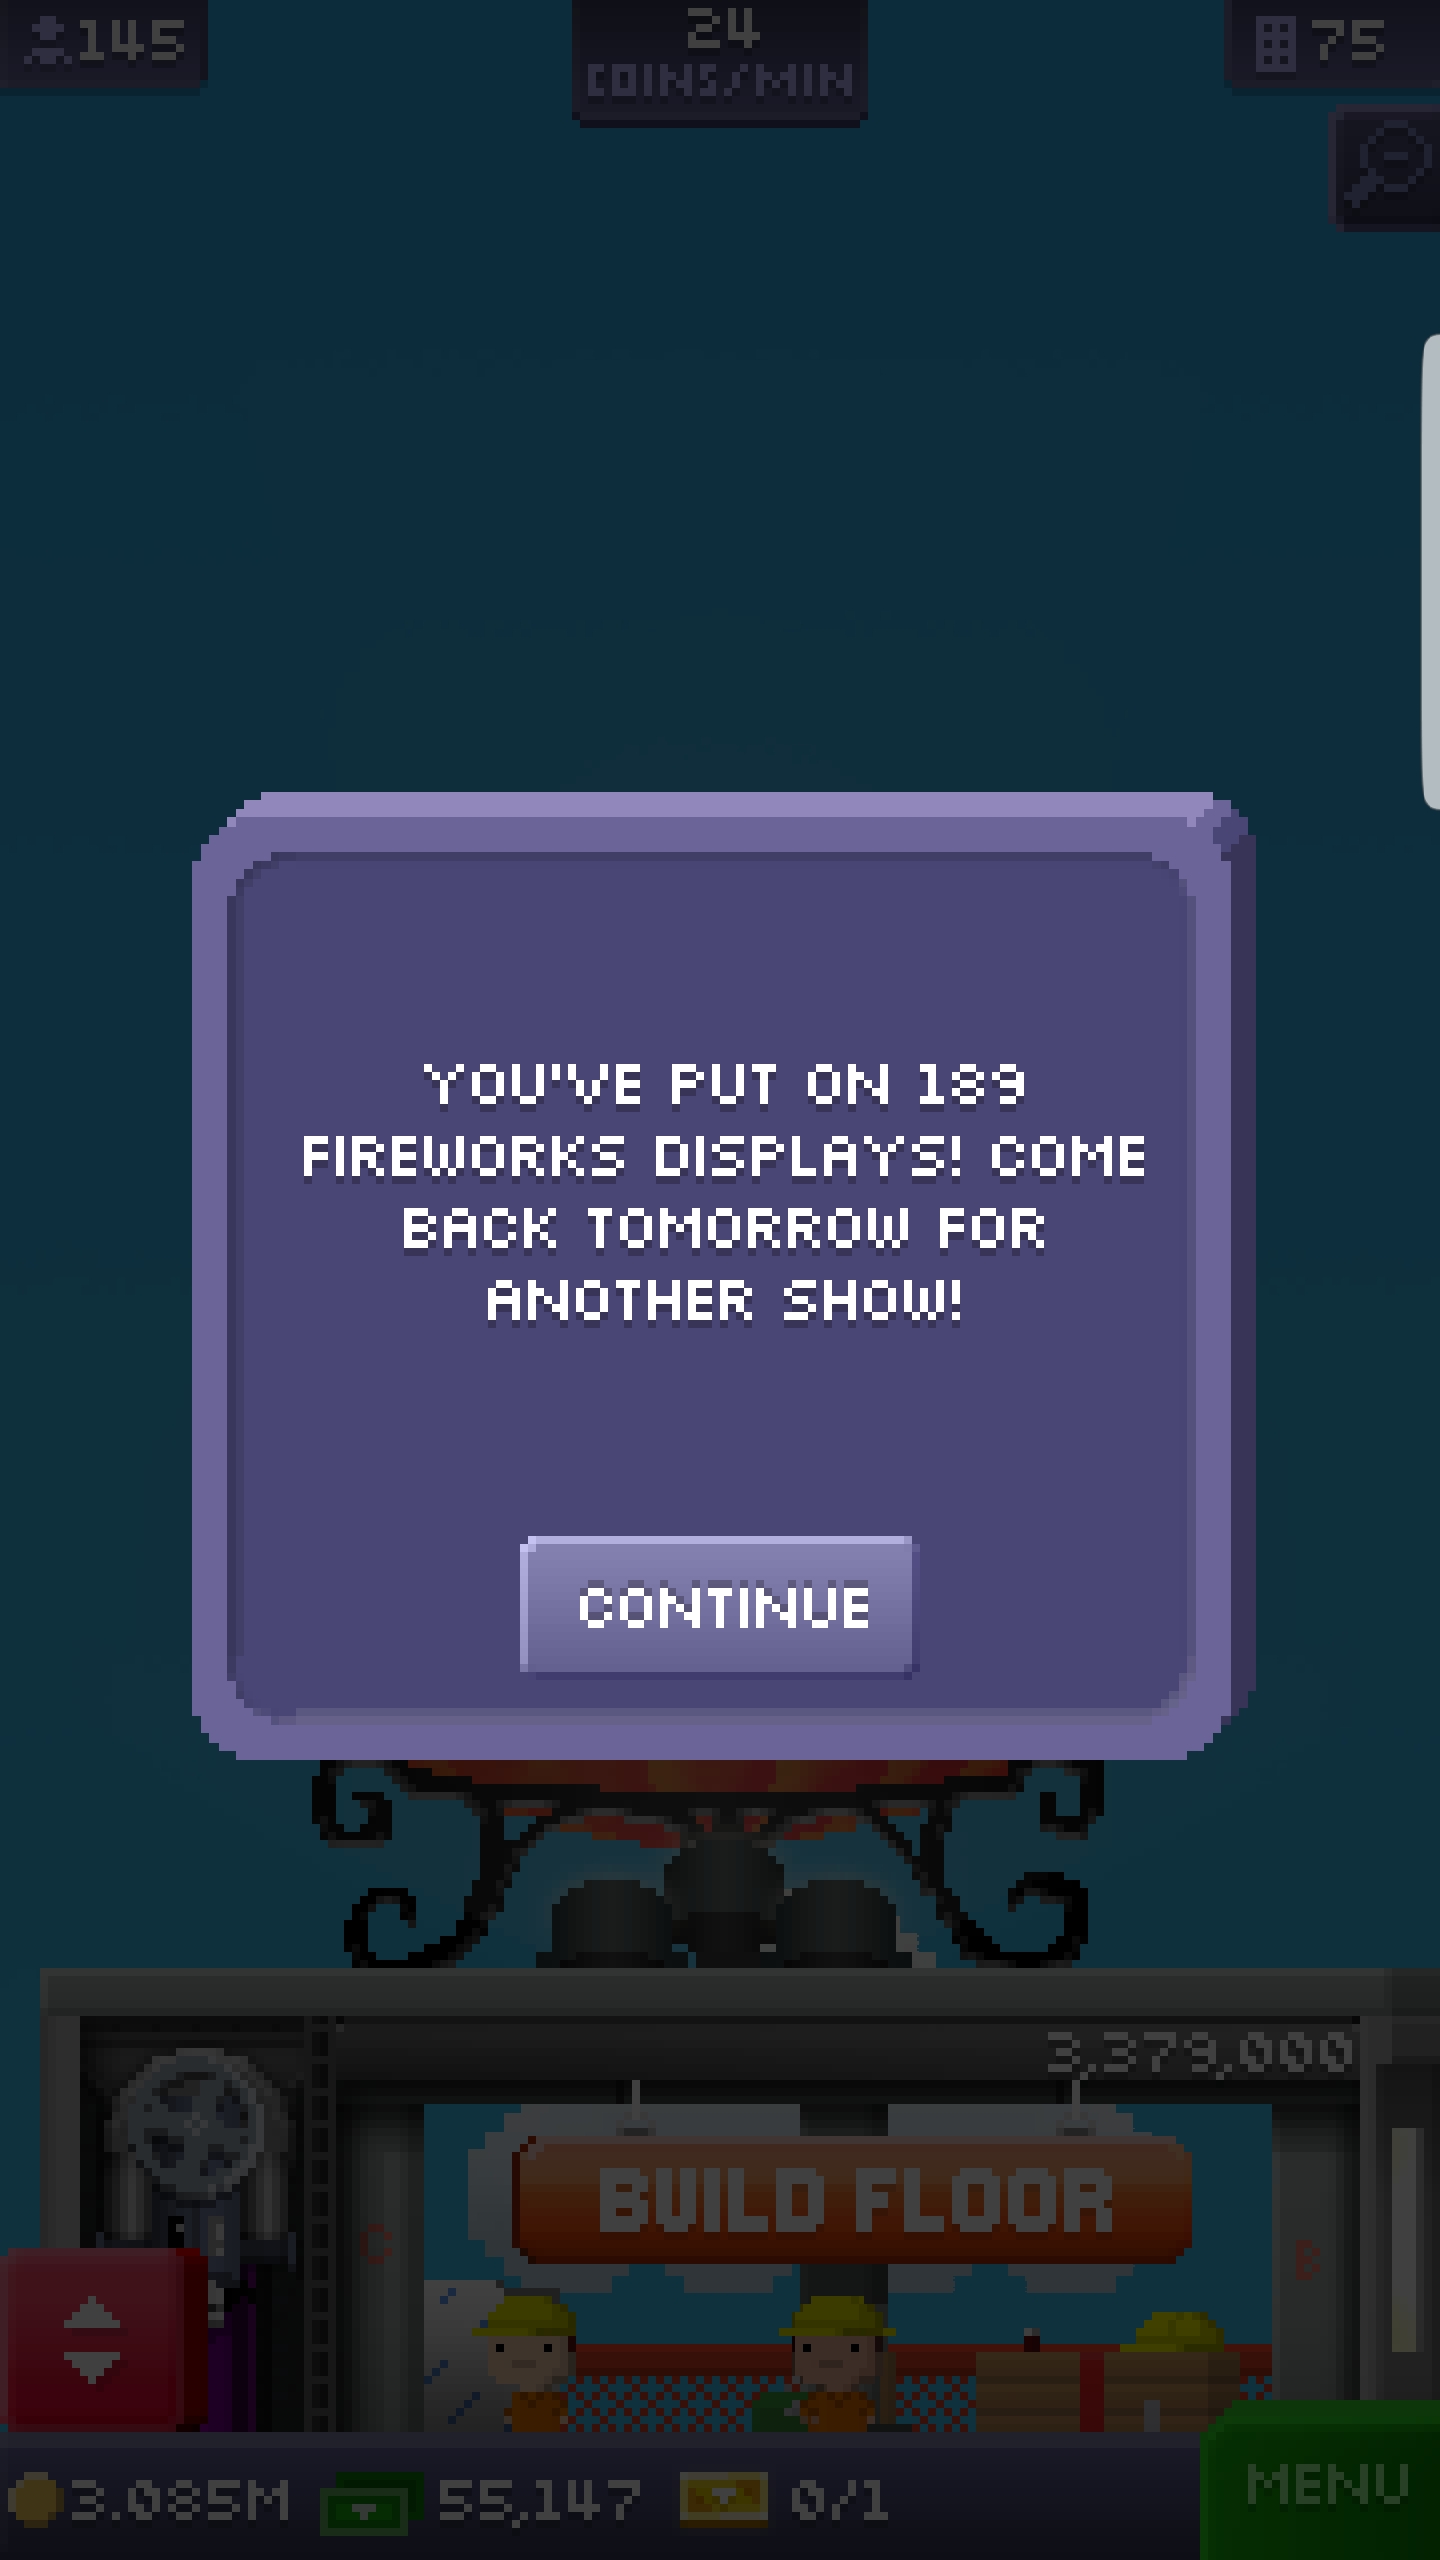 145
24
COINS/MIN
75
YOU'VE PUT ON 189
FIREWORKS DISPLAYS! COME
BACK TOMORROW FOR
ANOTHER SHOW!
CONTINUE
3,379,000
BUILD FLOOR
C
B
3.085M
55,147
0/1
MENU